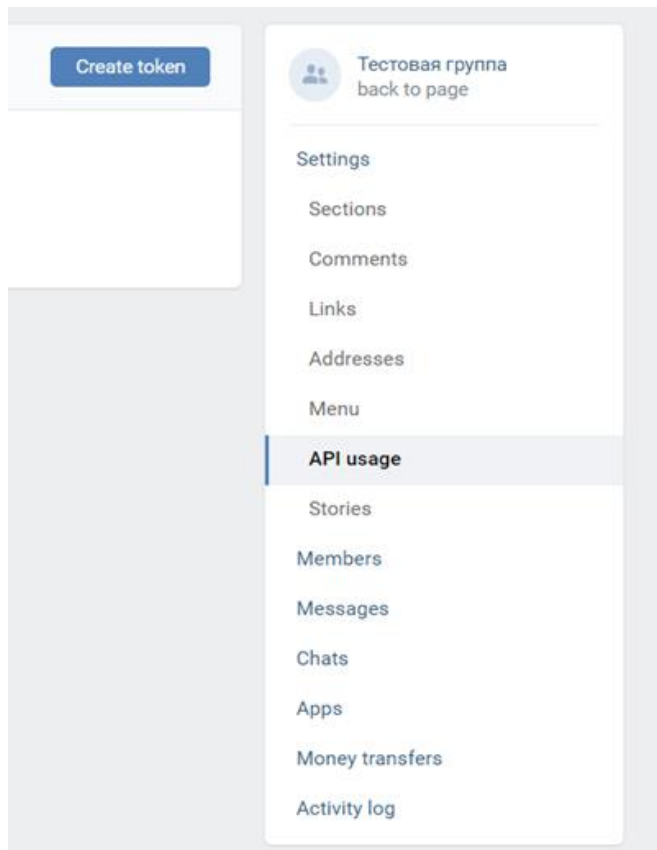 Create token
Тестовая группа
back to page
Settings
Sections
Comments
Links
Addresses
Menu
API usage
Stories
Members
Messages
Chats
Apps
Money transfers
Activity log